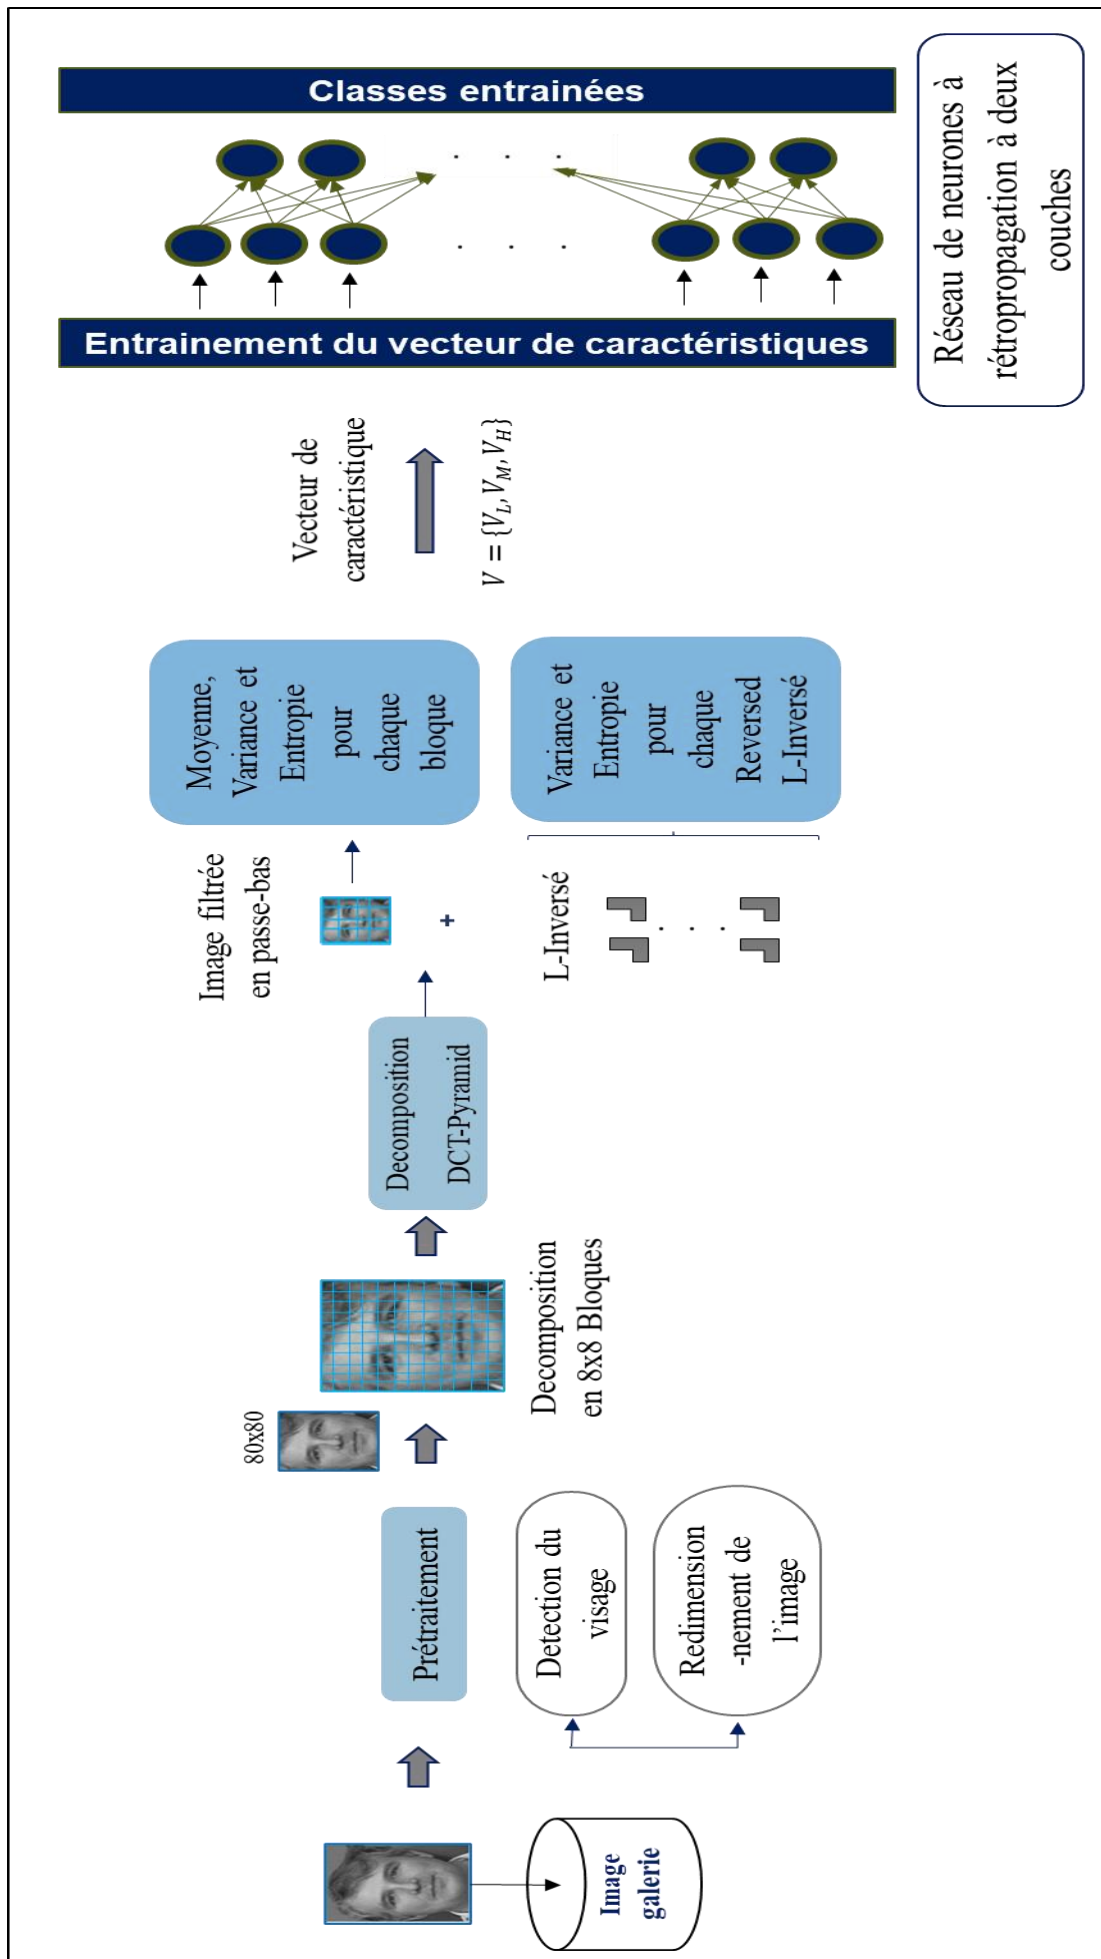 Image
galerie
Prétraitement
Detection du
visage
Redimension
-nement de
l'image
80x80
Decomposition
en 8x8 Bloques
Decomposition
DCT-Pyramid
Image filtrée
en passe-bas
+
L-Inversé
Moyenne,
Variance et
Entropie
pour
chaque
bloque
Variance et
Entropie
pour
chaque
Reversed
L-Inversé
Vecteur de
caractéristique
V = {V_L, V_M, V_H}
Entrainement du vecteur de caractéristiques
Classes entrainées
Réseau de neurones à
rétropropagation à deux
couches